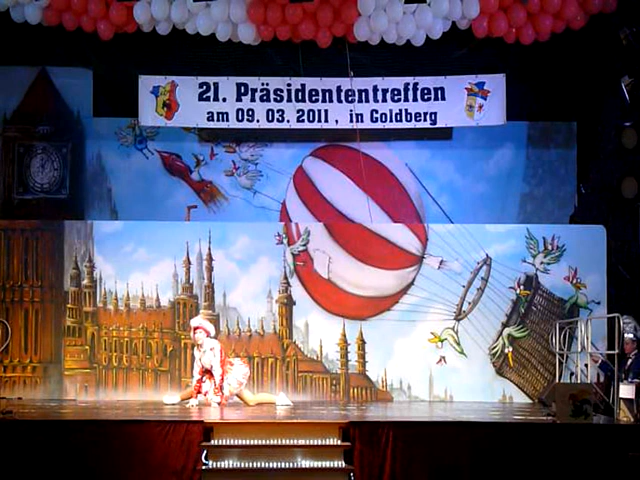 21. Präsidententreffen
am 09. 03. 2011 , in Goldberg